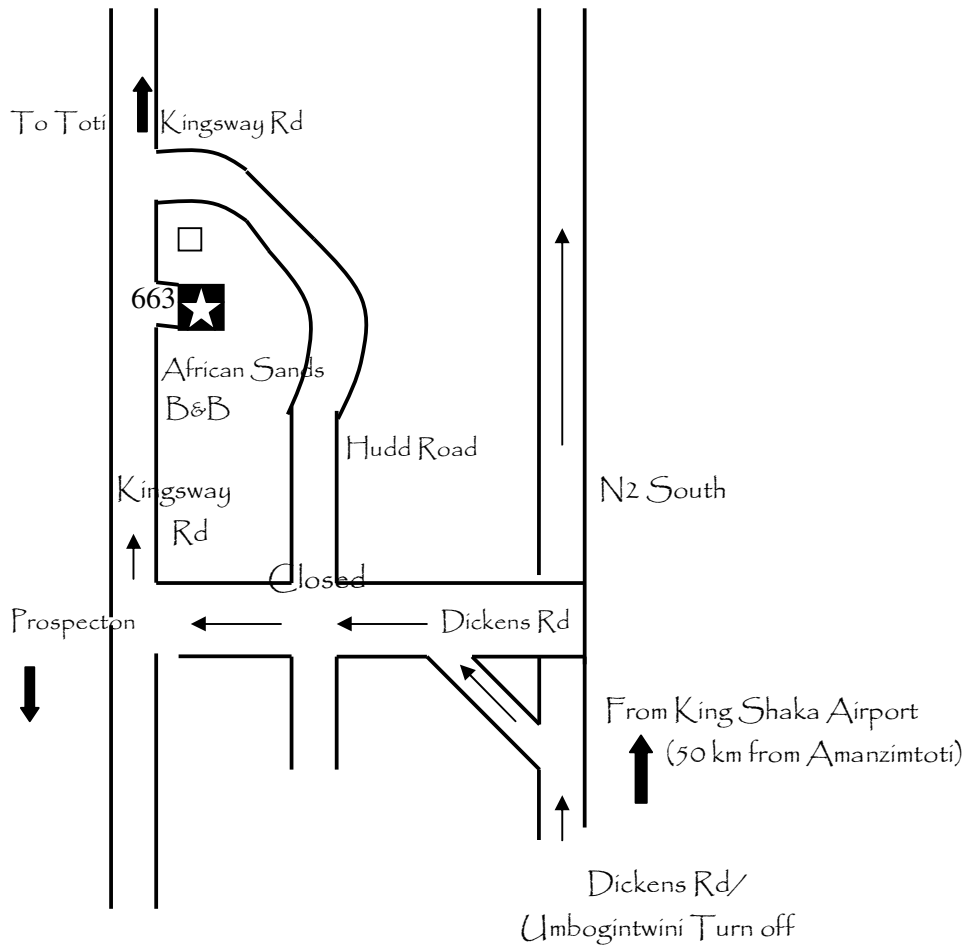 To Toti
Kingsway Rd
663
African Sands
B&B
Hudd Road
Kingsway
Rd
N2 South
Closed
Prospecton
Dickens Rd
From King Shaka Airport
(50 km from Amanzimtoti)
Dickens Rd/
Umbogintwini Turn off